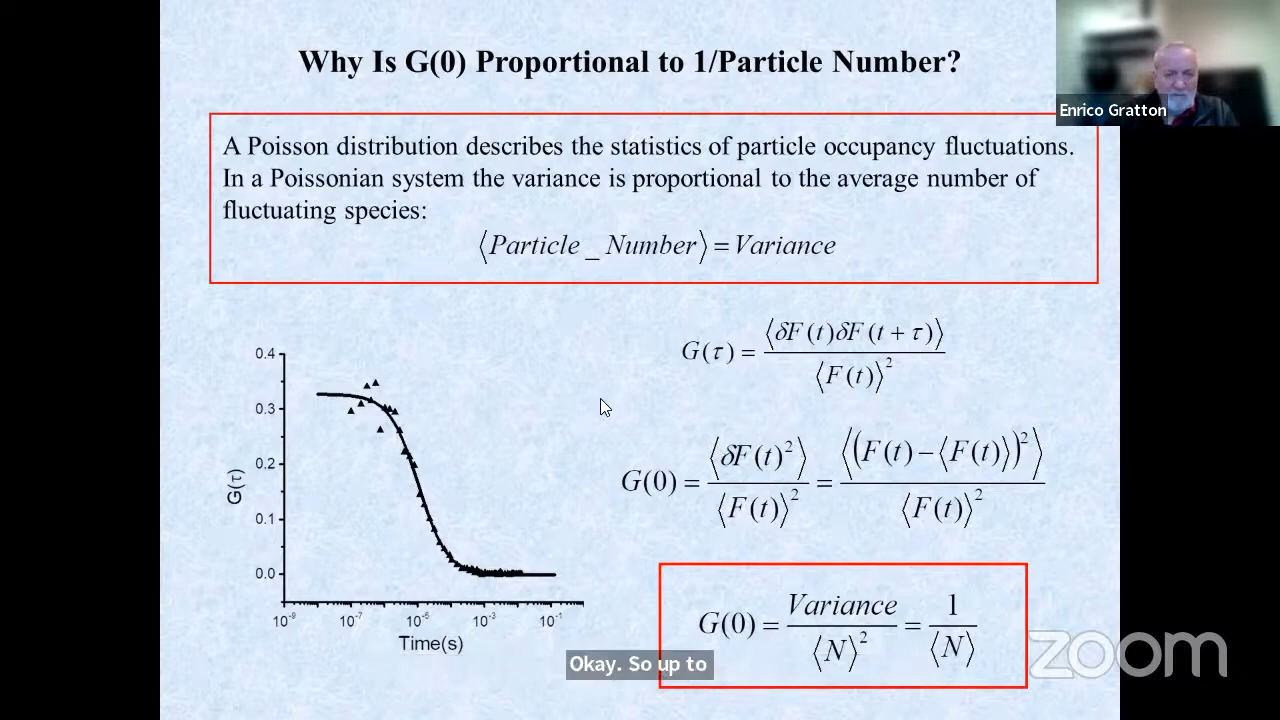 Why Is G(0) Proportional to 1/Particle Number?
Enrico Gratton
A Poisson distribution describes the statistics of particle occupancy fluctuations.
In a Poissonian system the variance is proportional to the average number of
fluctuating species:
⟨Particle _ Number⟩ = Variance
G(τ) = ⟨δF(t)δF(t + τ)⟩ / ⟨F(t)⟩²
G(0) = ⟨δF(t)²⟩ / ⟨F(t)⟩² = ⟨(F(t) − ⟨F(t)⟩)²⟩ / ⟨F(t)⟩²
G(0) = Variance / ⟨N⟩² = 1 / ⟨N⟩
0.4
0.3
0.2
0.1
0.0
G(τ)
10⁻⁹ 10⁻⁷ 10⁻⁵ 10⁻³ 10⁻¹
Time(s)
Okay. So up to
zoom